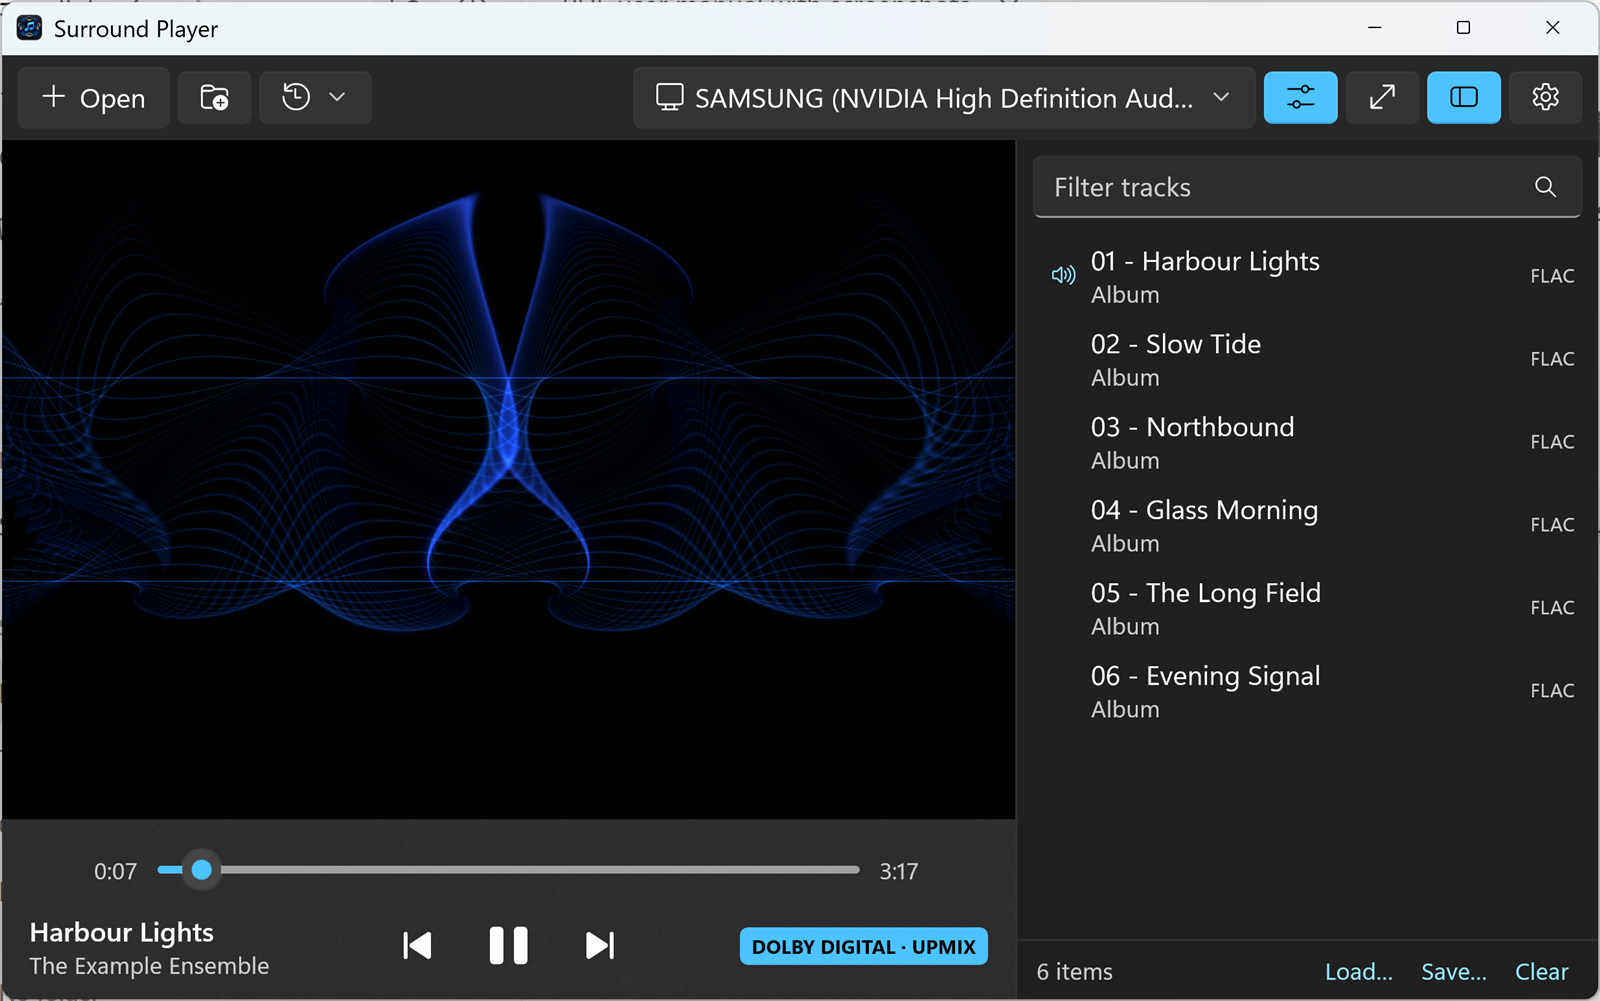 Surround Player
Open
SAMSUNG (NVIDIA High Definition Aud...
Filter tracks
01 - Harbour Lights
Album
FLAC
02 - Slow Tide
Album
FLAC
03 - Northbound
Album
FLAC
04 - Glass Morning
Album
FLAC
05 - The Long Field
Album
FLAC
06 - Evening Signal
Album
FLAC
0:07
3:17
Harbour Lights
The Example Ensemble
DOLBY DIGITAL · UPMIX
6 items
Load...
Save...
Clear